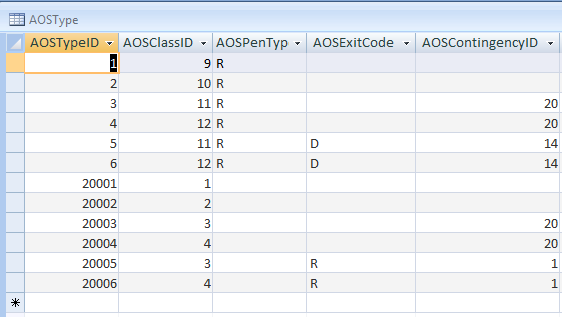 AOSType
AOSTypeID AOSClassID AOSPenTyp AOSExitCode AOSContingencyID
1 9 R
2 10 R
3 11 R 20
4 12 R 20
5 11 R D 14
6 12 R D 14
20001 1
20002 2
20003 3 20
20004 4 20
20005 3 R 1
20006 4 R 1